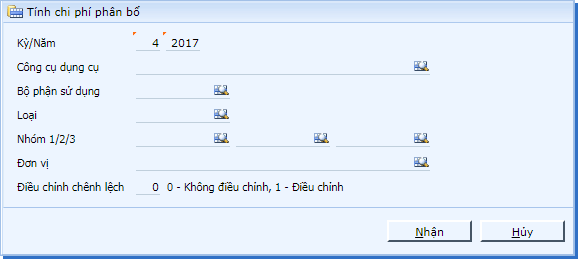 Tính chi phí phân bổ
Kỳ/Năm 4 2017
Công cụ dụng cụ
Bộ phận sử dụng
Loại
Nhóm 1/2/3
Đơn vị
Điều chỉnh chênh lệch 0 0 - Không điều chỉnh, 1 - Điều chỉnh
Nhận Hủy